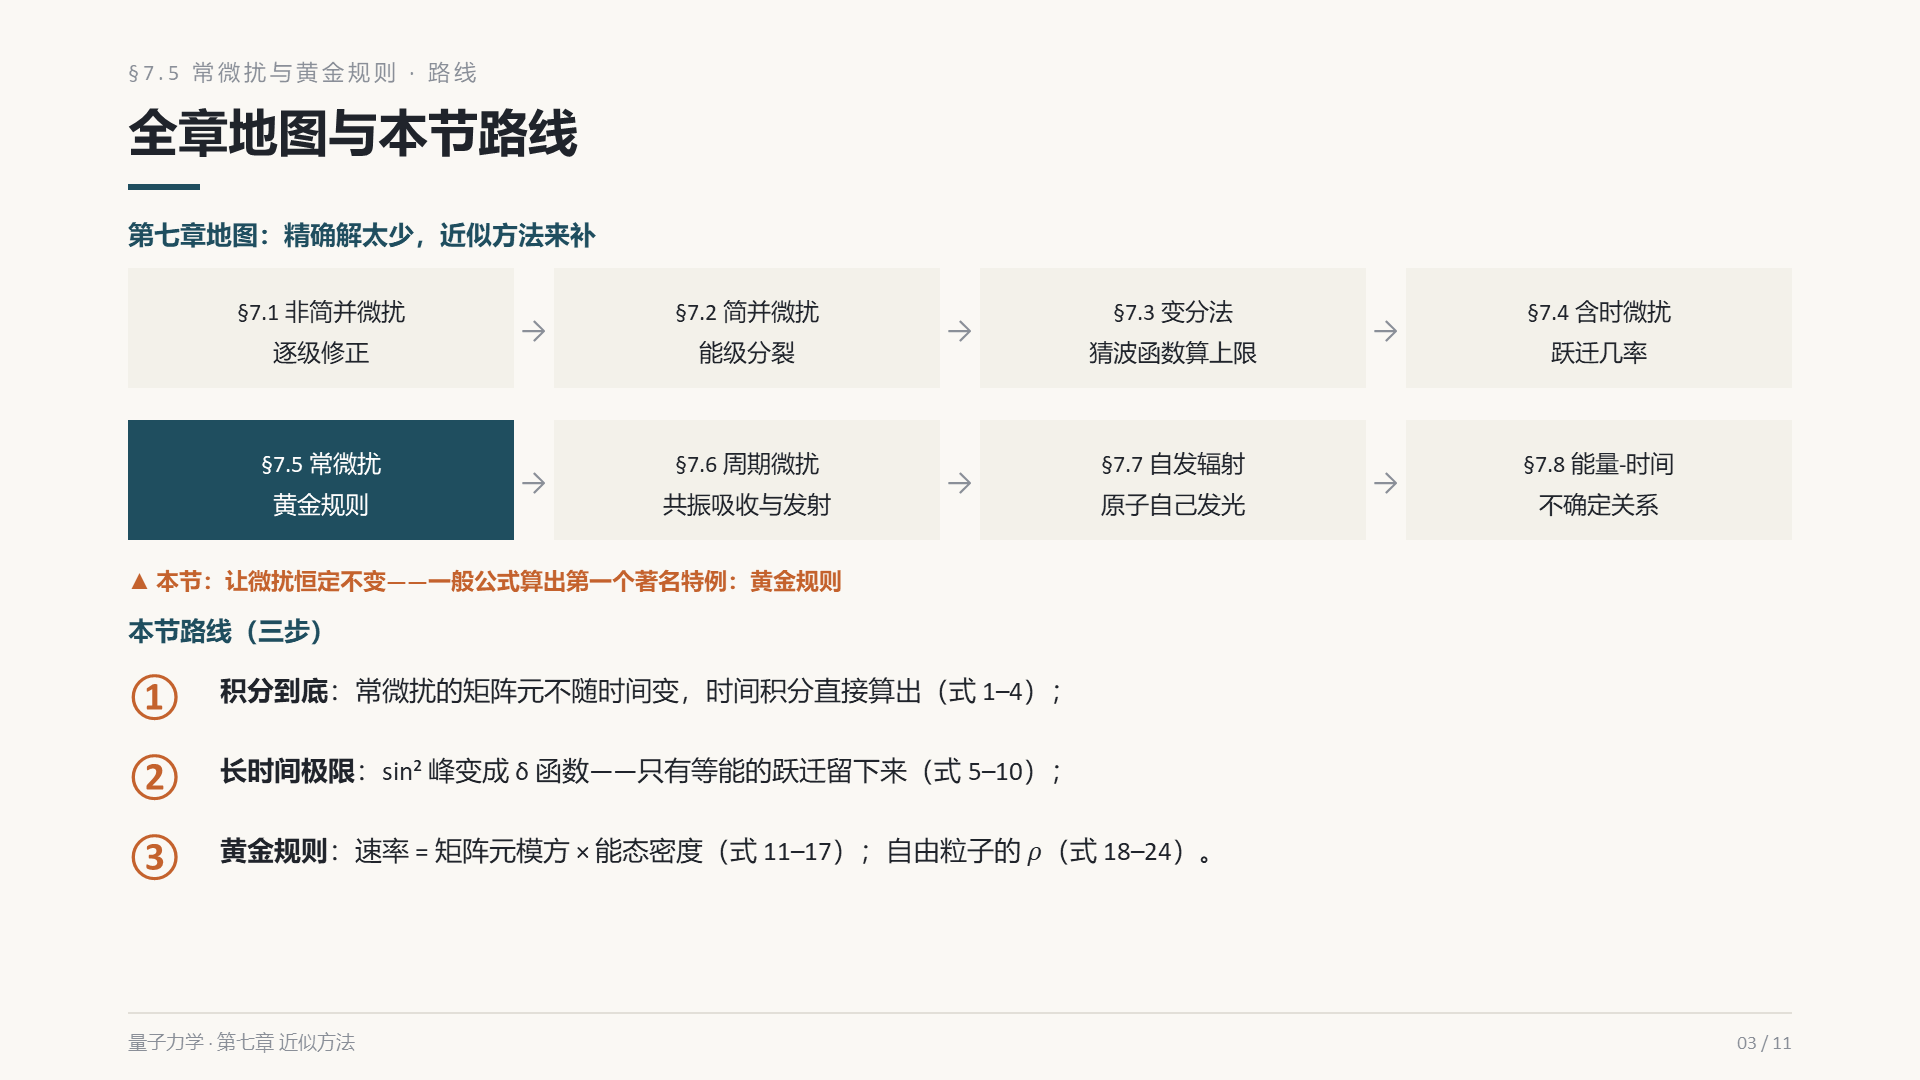 §7.5 常微扰与黄金规则 · 路线
全章地图与本节路线
第七章地图：精确解太少，近似方法来补
§7.1 非简并微扰
逐级修正
→
§7.2 简并微扰
能级分裂
→
§7.3 变分法
猜波函数算上限
→
§7.4 含时微扰
跃迁几率
§7.5 常微扰
黄金规则
→
§7.6 周期微扰
共振吸收与发射
→
§7.7 自发辐射
原子自己发光
→
§7.8 能量-时间
不确定关系
▲ 本节：让微扰恒定不变——一般公式算出第一个著名特例：黄金规则
本节路线（三步）
① 积分到底：常微扰的矩阵元不随时间变，时间积分直接算出（式 1–4）；
② 长时间极限：sin² 峰变成 δ 函数——只有等能的跃迁留下来（式 5–10）；
③ 黄金规则：速率 = 矩阵元模方 × 能态密度（式 11–17）；自由粒子的 ρ（式 18–24）。
量子力学 · 第七章 近似方法
03 / 11